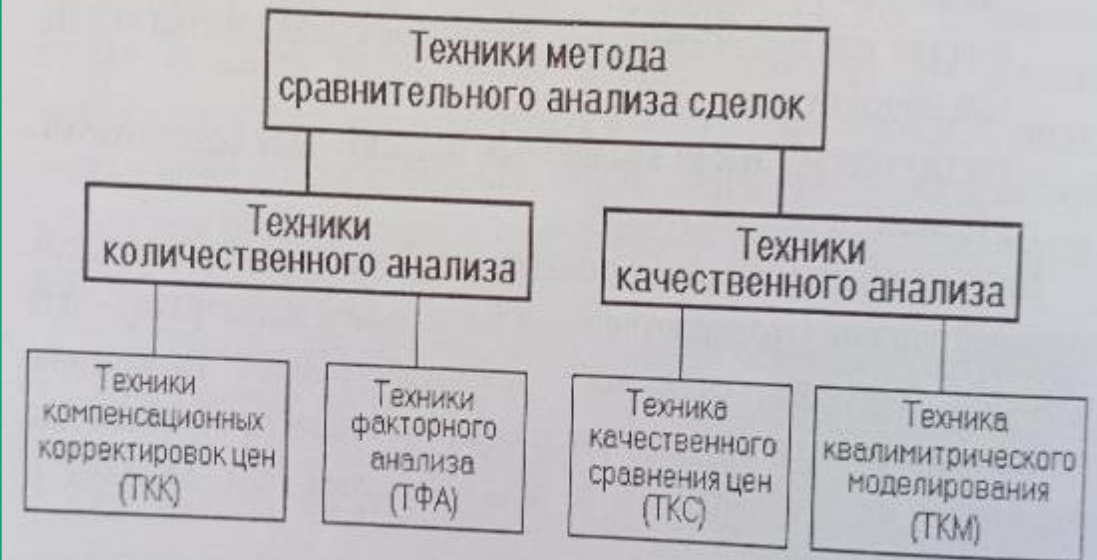 Техники метода
сравнительного анализа сделок
Техники
количественного анализа
Техники
качественного анализа
Техники
компенсационных
корректировок цен
(ТКК)
Техники
факторного
анализа
(ТФА)
Техника
качественного
сравнения цен
(ТКС)
Техника
квалимитрического
моделирования
(ТКМ)